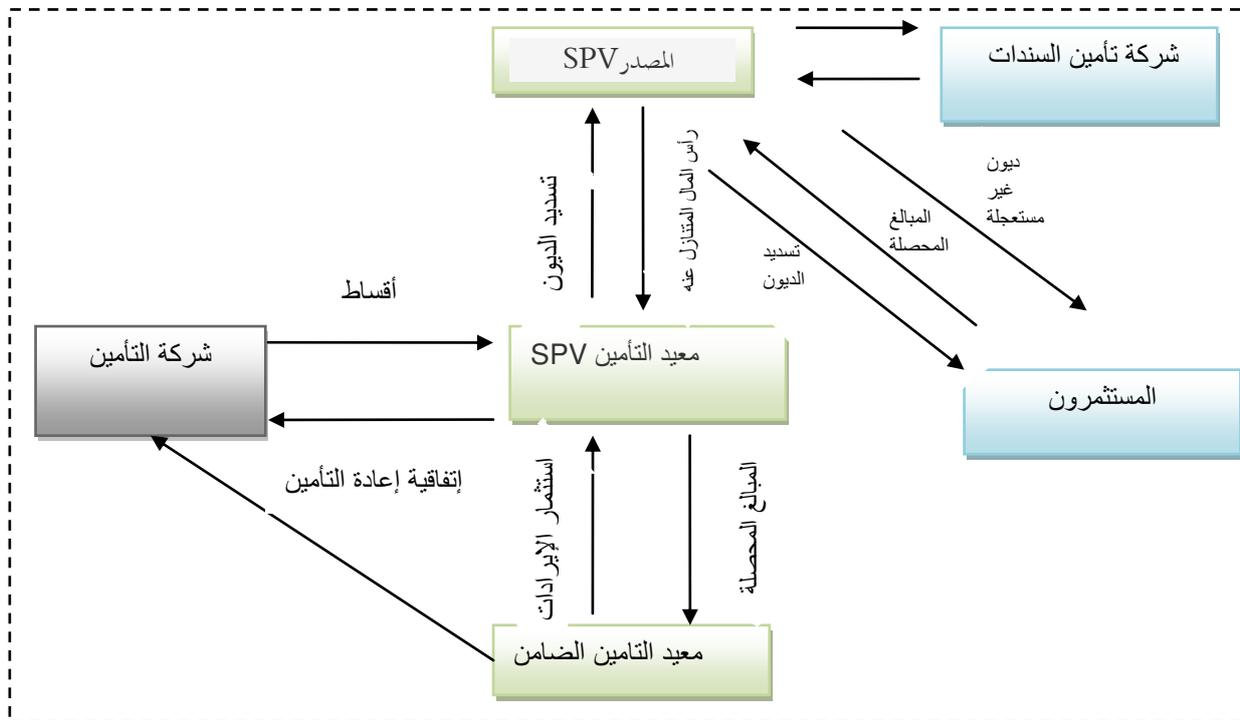 المصدر SPV
شركة تأمين السندات
ديون
غير
مستعجلة
المبالغ
المحصلة
تسديد
الديون
رأس المال المتنازل عنه
تسديد الديون
أقساط
شركة التأمين
معيد التأمين SPV
المستثمرون
إتفاقية إعادة التأمين
استثمار الإيرادات
المبالغ المحصلة
معيد التامين الضامن